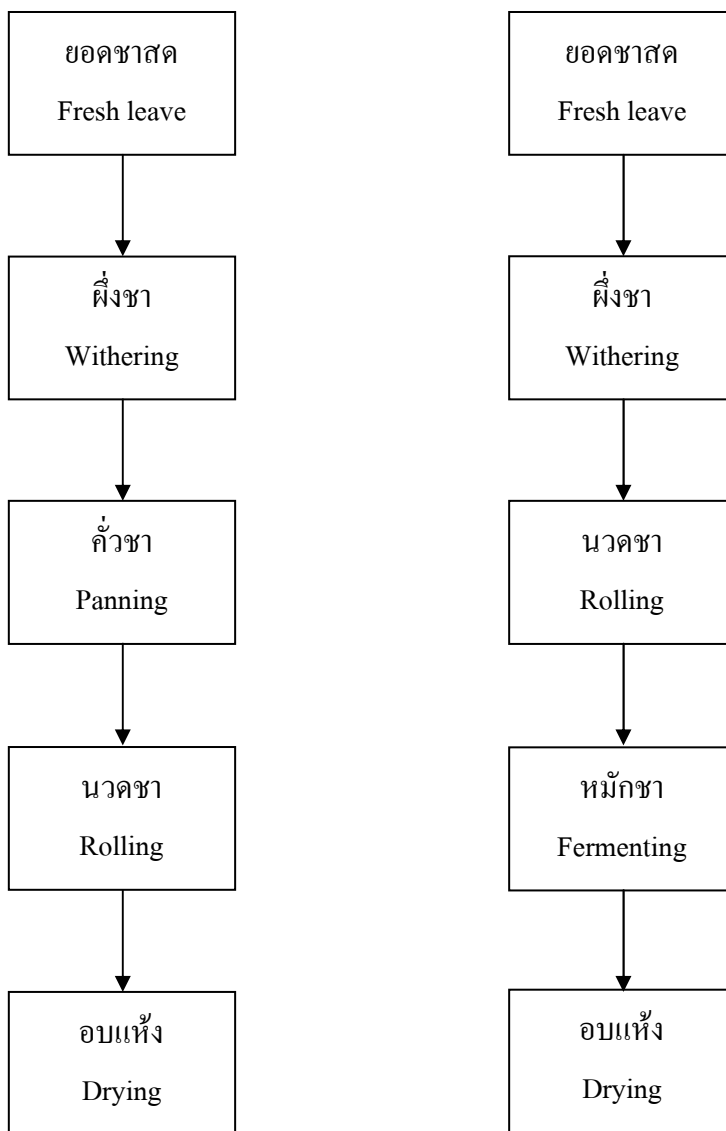 ยอดชาสด
Fresh leave
ผึ่งชา
Withering
คั่วชา
Panning
นวดชา
Rolling
อบแห้ง
Drying
ยอดชาสด
Fresh leave
ผึ่งชา
Withering
นวดชา
Rolling
หมักชา
Fermenting
อบแห้ง
Drying